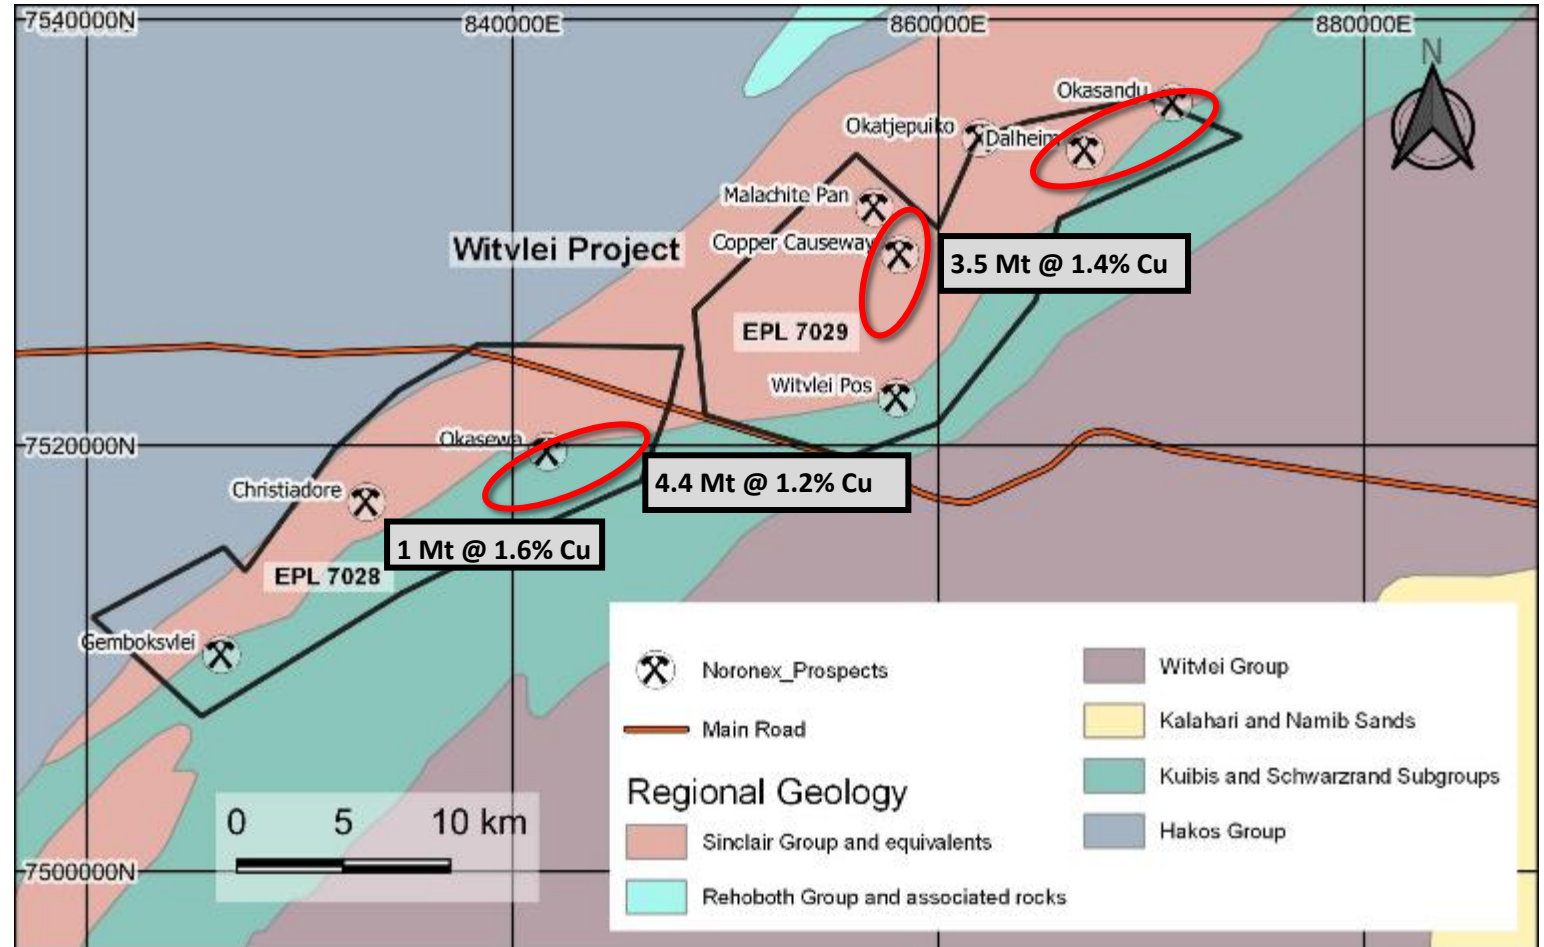 7540000N
840000E
860000E
880000E
N
Okasandu
Okatjepuiko
Dalheim
Malachite Pan
Copper Causeway
Witvlei Project
3.5 Mt @ 1.4% Cu
EPL 7029
Witvlei Pos
7520000N
Okasewa
4.4 Mt @ 1.2% Cu
Christiadore
1 Mt @ 1.6% Cu
EPL 7028
Gemboksvlei
0 5 10 km
7500000N
Noronex_Prospects
Main Road
Regional Geology
Sinclair Group and equivalents
Rehoboth Group and associated rocks
Witvlei Group
Kalahari and Namib Sands
Kuibis and Schwarzrand Subgroups
Hakos Group